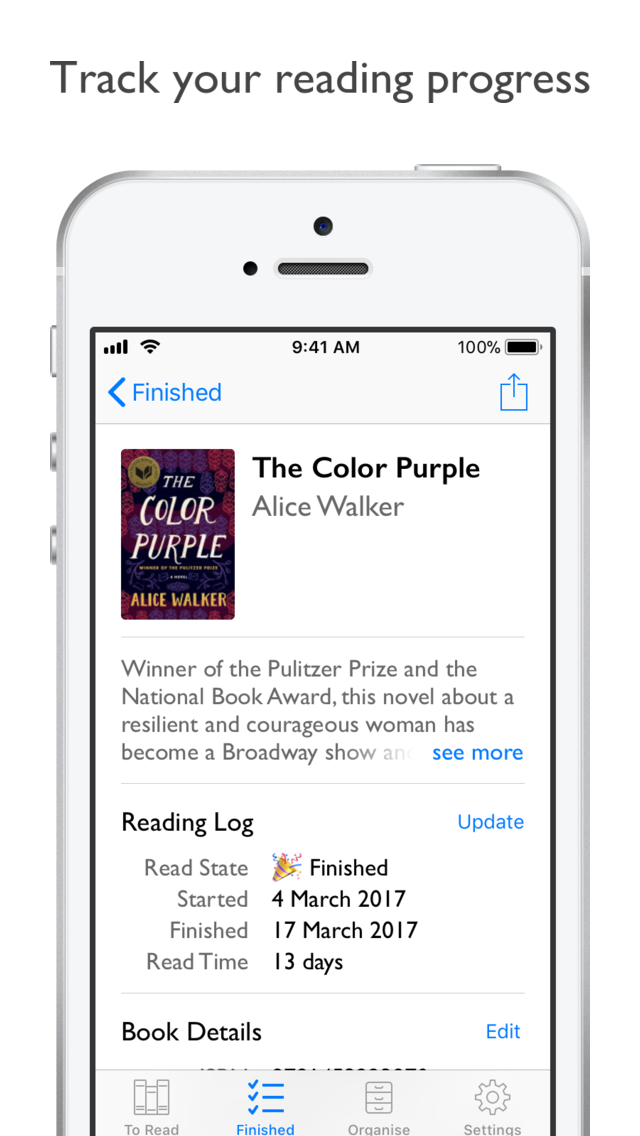 Track your reading progress
9:41 AM
100%
Finished
The Color Purple
Alice Walker
THE
COLOR
PURPLE
WINNER OF THE PULITZER PRIZE
A NOVEL
ALICE WALKER
Winner of the Pulitzer Prize and the
National Book Award, this novel about a
resilient and courageous woman has
become a Broadway show and see more
Reading Log Update
Read State 🎉 Finished
Started 4 March 2017
Finished 17 March 2017
Read Time 13 days
Book Details Edit
To Read Finished Organise Settings